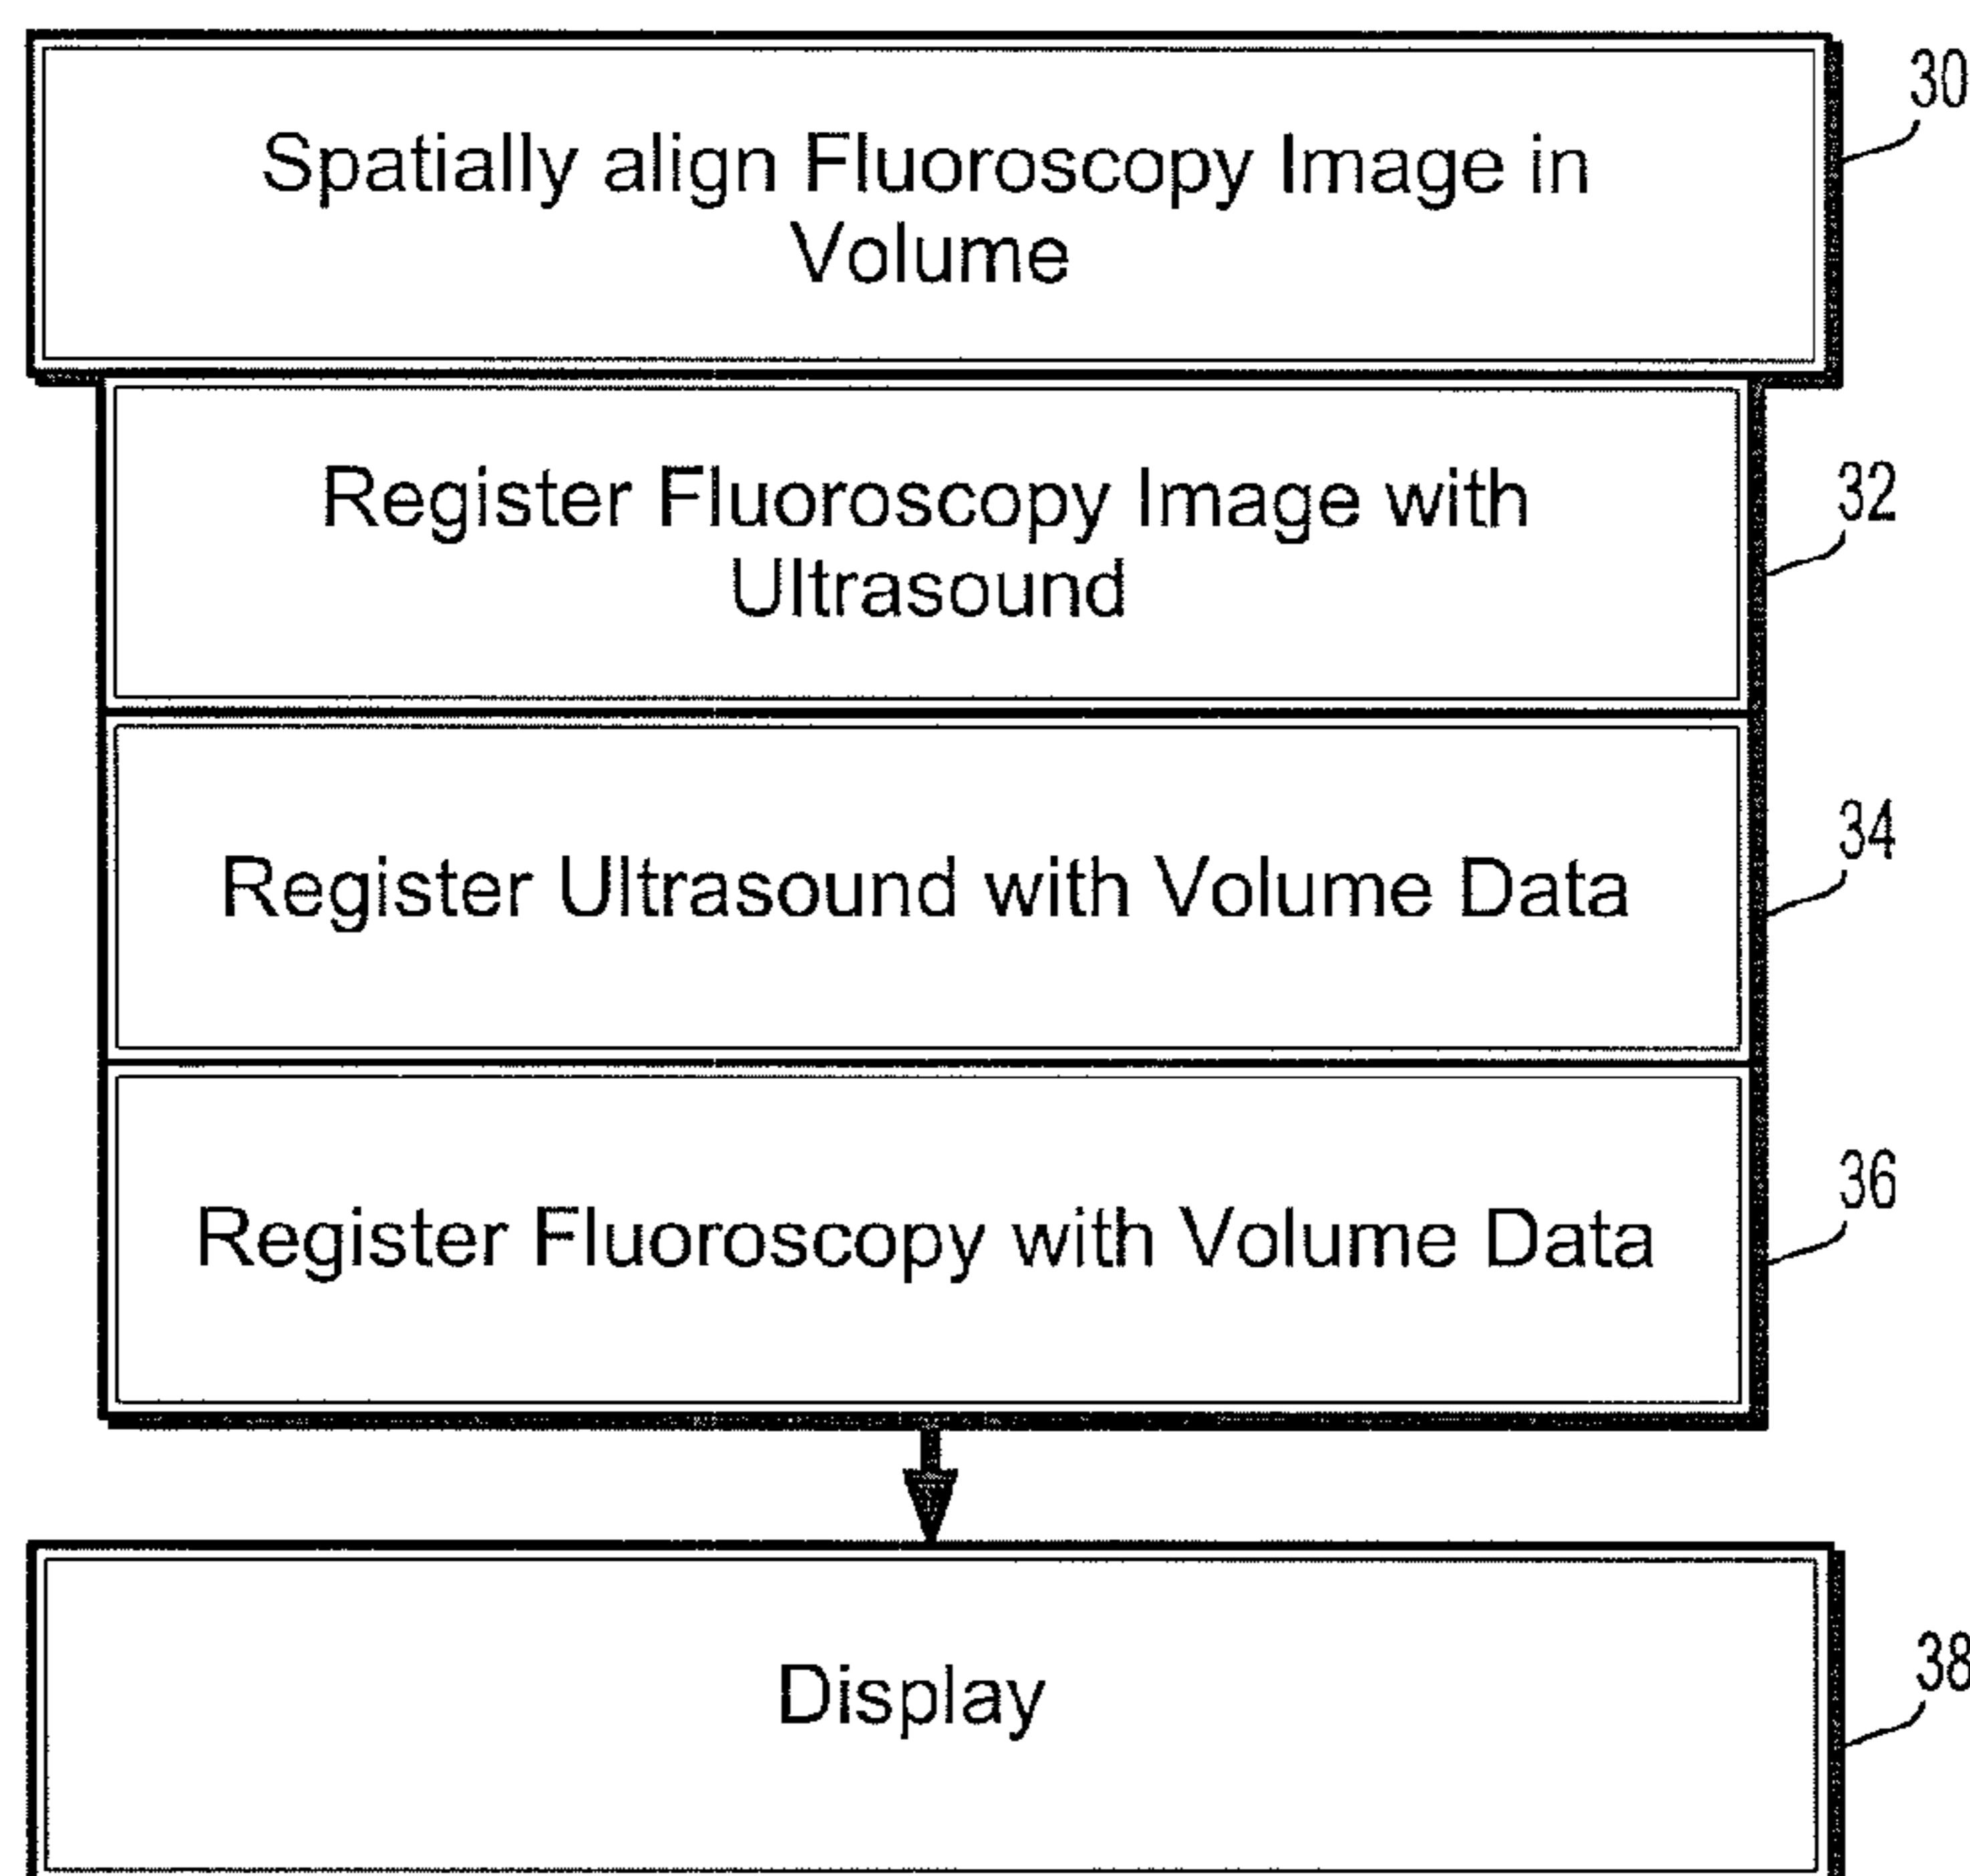 30
Spatially align Fluoroscopy Image in
Volume
32
Register Fluoroscopy Image with
Ultrasound
34
Register Ultrasound with Volume Data
36
Register Fluoroscopy with Volume Data
38
Display